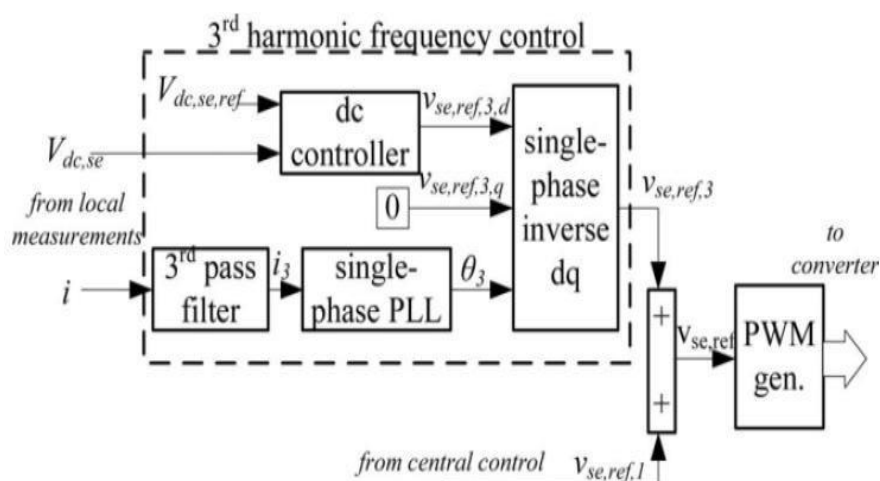 3rd harmonic frequency control
Vdc,se,ref
Vdc,se
from local
measurements
i
dc
controller
vse,ref,3,d
vse,ref,3,q
0
3rd pass
filter
i3
single-
phase PLL
θ3
single-
phase
inverse
dq
vse,ref,3
to
converter
+
+
vse,ref
PWM
gen.
from central control
vse,ref,1